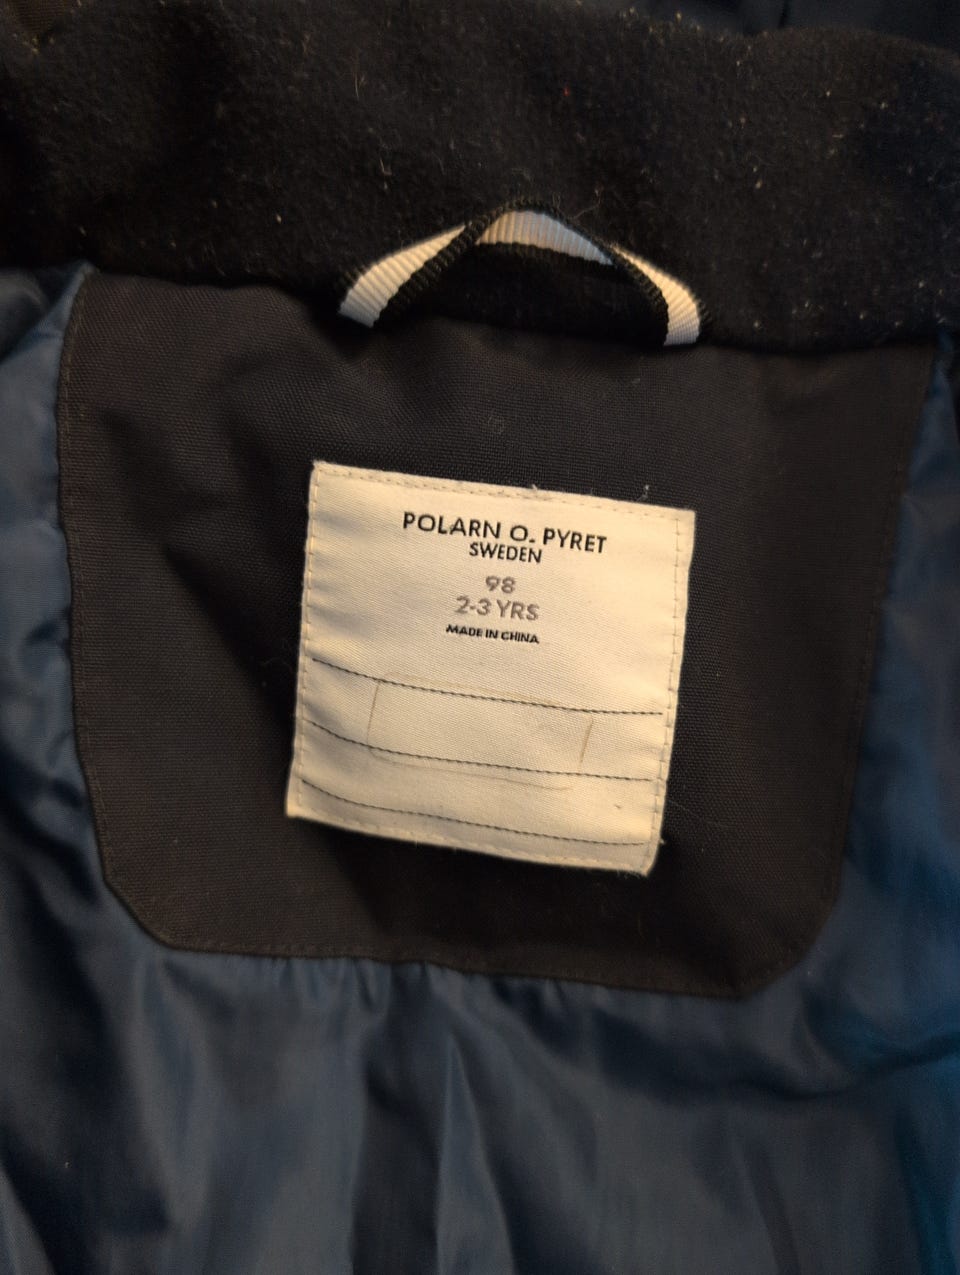 POLARN O. PYRET
SWEDEN
98
2-3 YRS
MADE IN CHINA